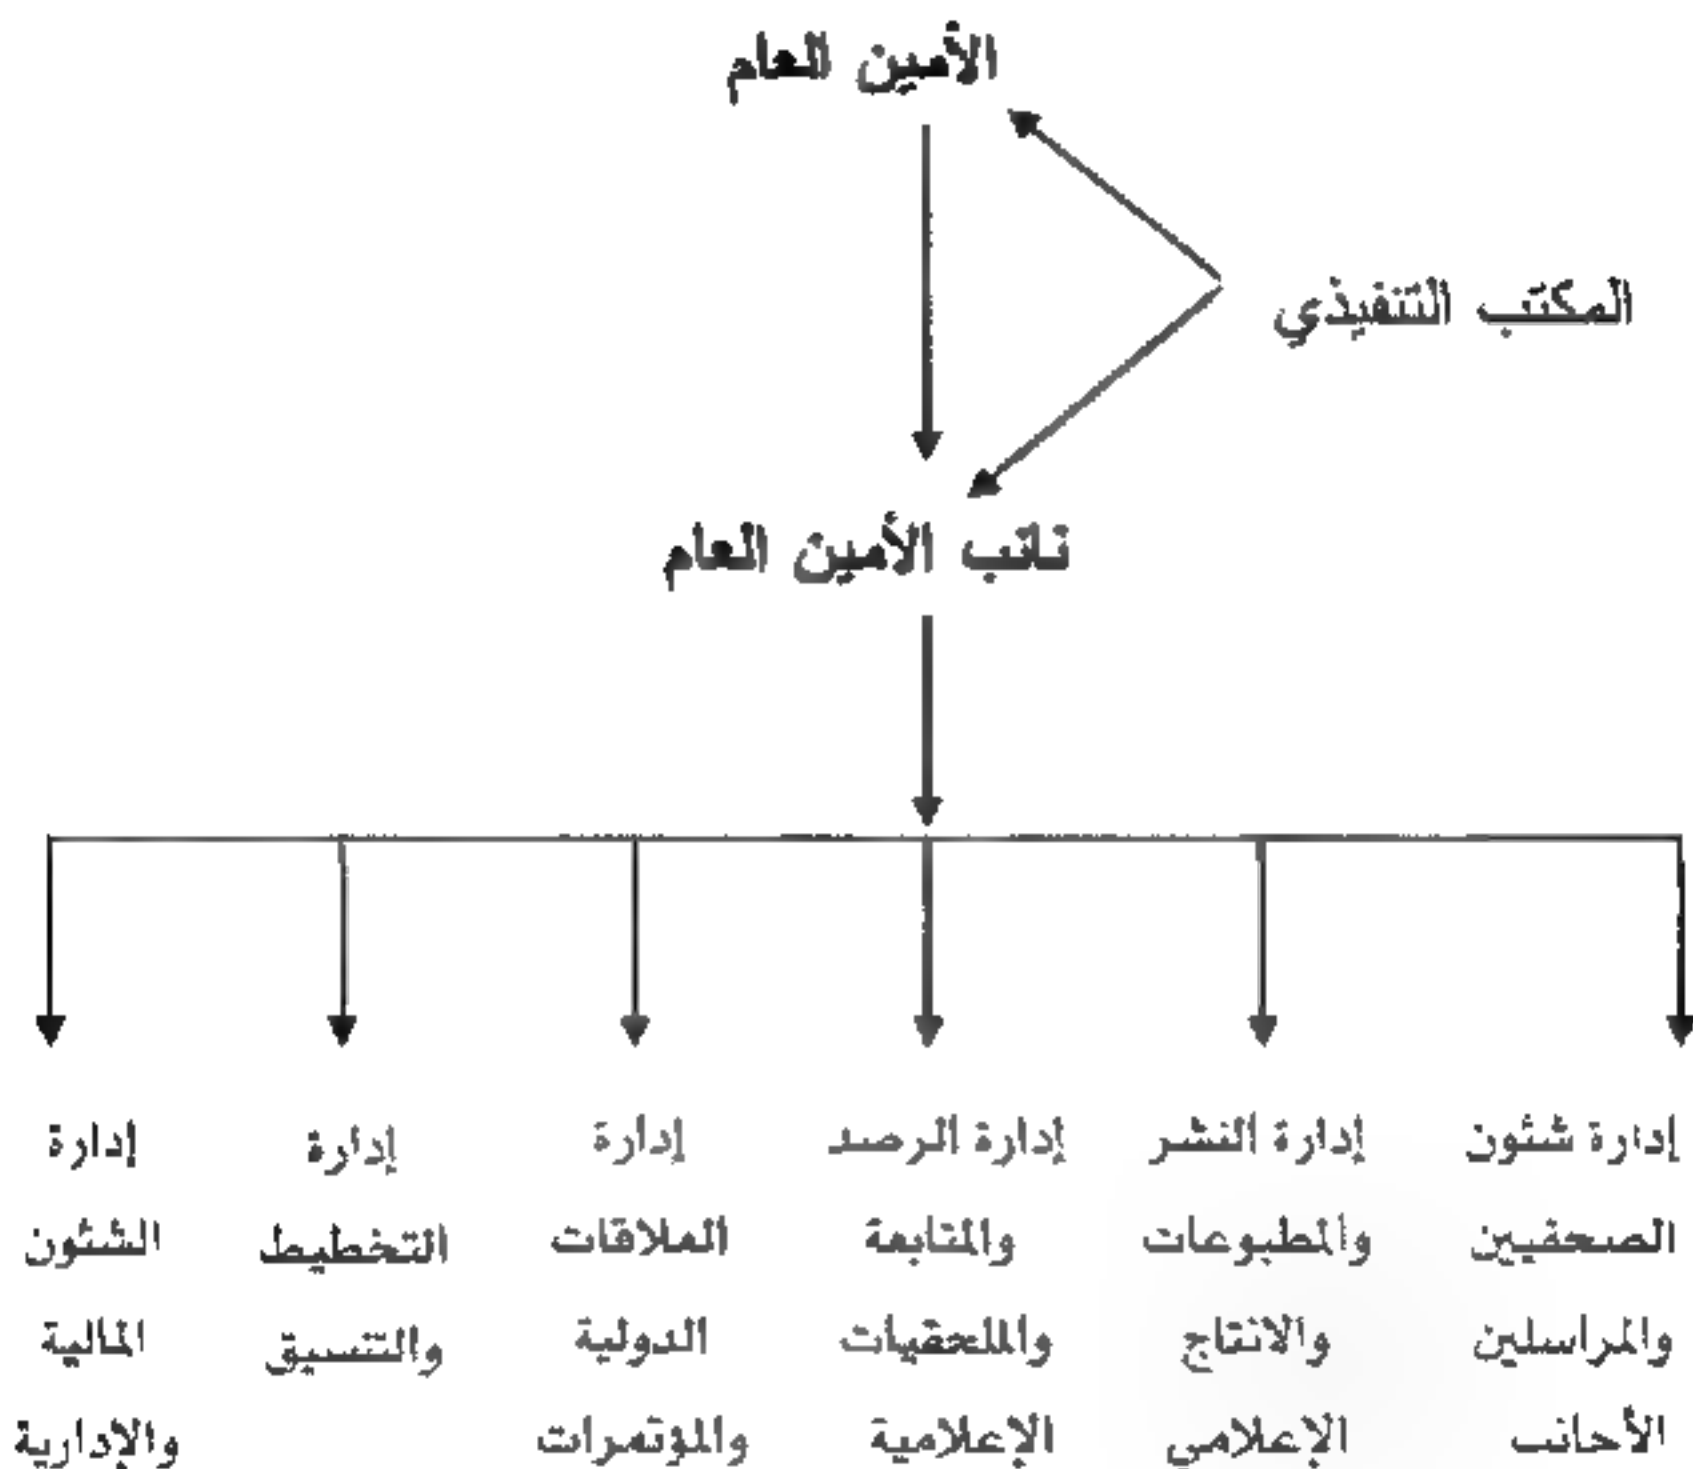 الأمين العام
المكتب التنفيذي
نائب الأمين العام
إدارة شئون
الصحفيين
والمراسلين
الأجانب
إدارة النشر
والمطبوعات
والانتاج
الإعلامي
إدارة الرصد
والمتابعة
والملحقيات
الإعلامية
إدارة
العلاقات
الدولية
والمؤتمرات
إدارة
التخطيط
والتنسيق
إدارة
الشئون
المالية
والإدارية